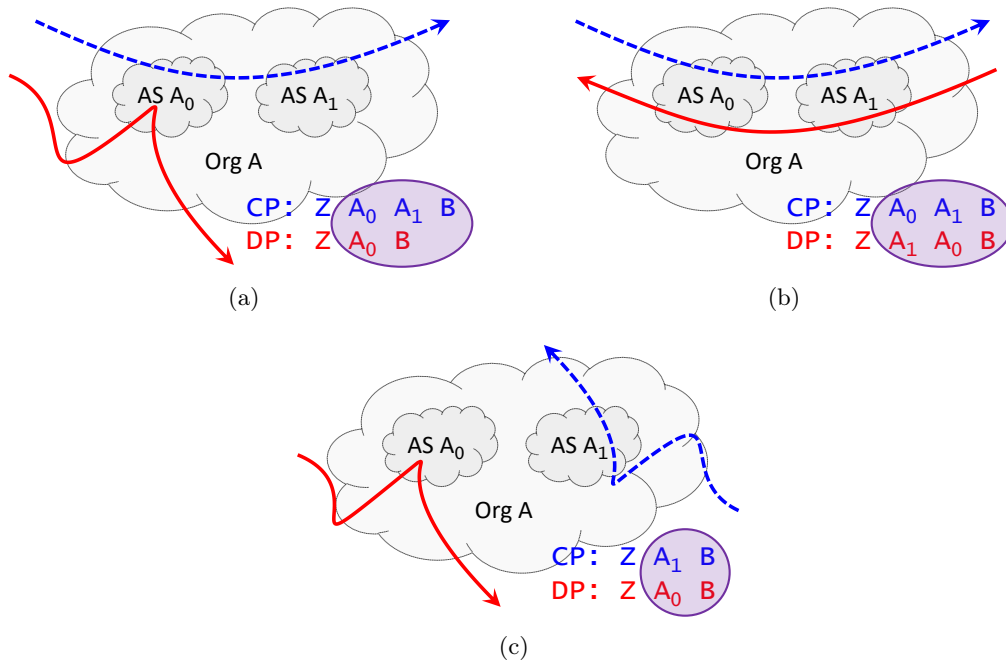 AS A₀ AS A₁
Org A
CP: Z A₀ A₁ B
DP: Z A₀ B
(a)
AS A₀ AS A₁
Org A
CP: Z A₀ A₁ B
DP: Z A₁ A₀ B
(b)
AS A₀ AS A₁
Org A
CP: Z A₁ B
DP: Z A₀ B
(c)